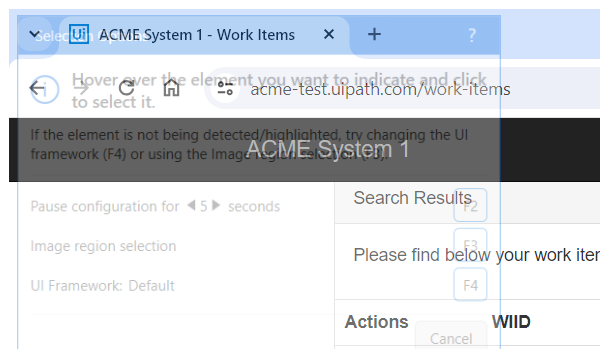 Selection Options
ACME System 1 - Work Items
?
Hover over the element you want to indicate and click
to select it.
acme-test.uipath.com/work-items
If the element is not being detected/highlighted, try changing the UI
framework (F4) or using the Image region selection (F3).
ACME System 1
Pause configuration for 5 seconds
F2
Search Results
Image region selection
F3
Please find below your work iter
UI Framework: Default
F4
Actions
WIID
Cancel